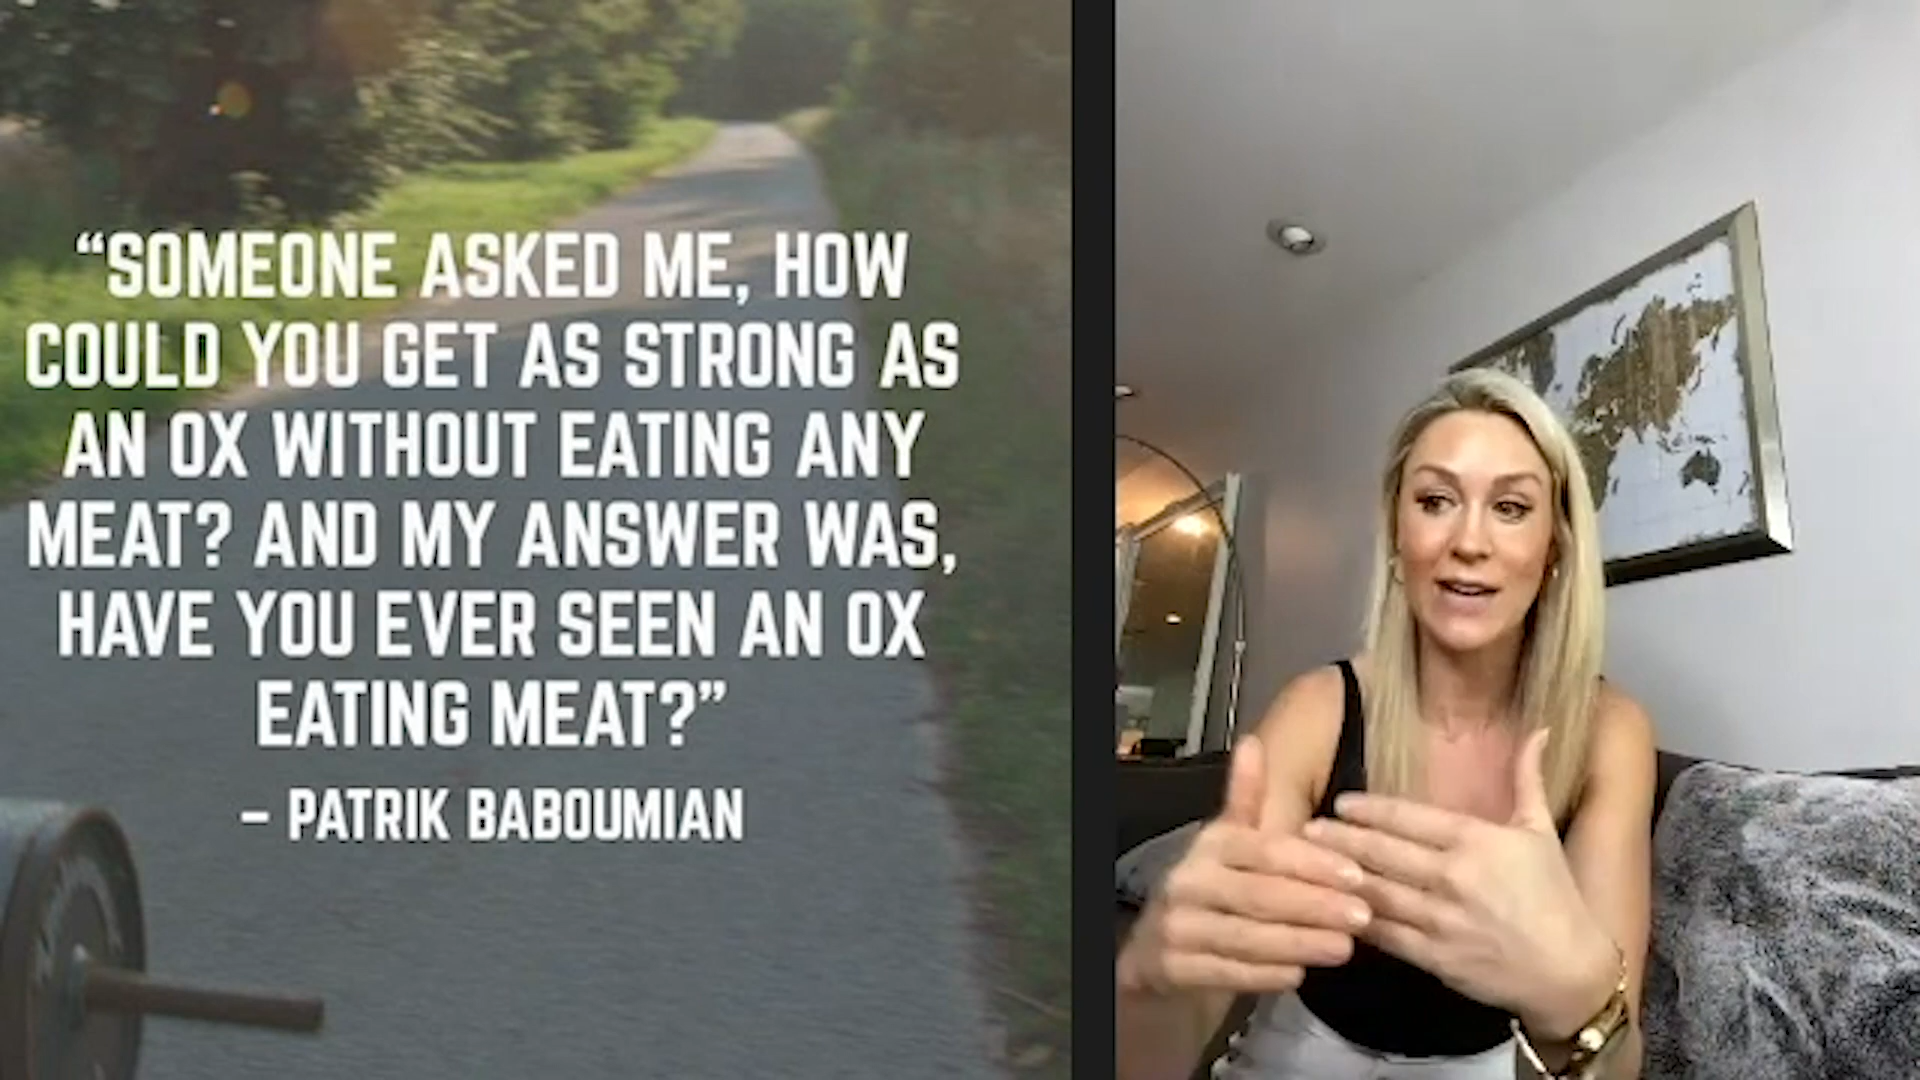 “SOMEONE ASKED ME, HOW
COULD YOU GET AS STRONG AS
AN OX WITHOUT EATING ANY
MEAT? AND MY ANSWER WAS,
HAVE YOU EVER SEEN AN OX
EATING MEAT?”
– PATRIK BABOUMIAN